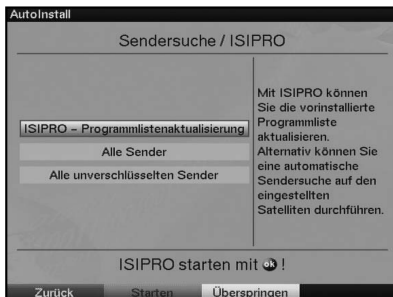 AutoInstall
Sendersuche / ISIPRO
ISIPRO – Programmlistenaktualisierung
Alle Sender
Alle unverschlüsselten Sender
Mit ISIPRO können
Sie die vorinstallierte
Programmliste
aktualisieren.
Alternativ können Sie
eine automatische
Sendersuche auf den
eingestellten
Satelliten durchführen.
ISIPRO starten mit ok !
Zurück Starten Überspringen